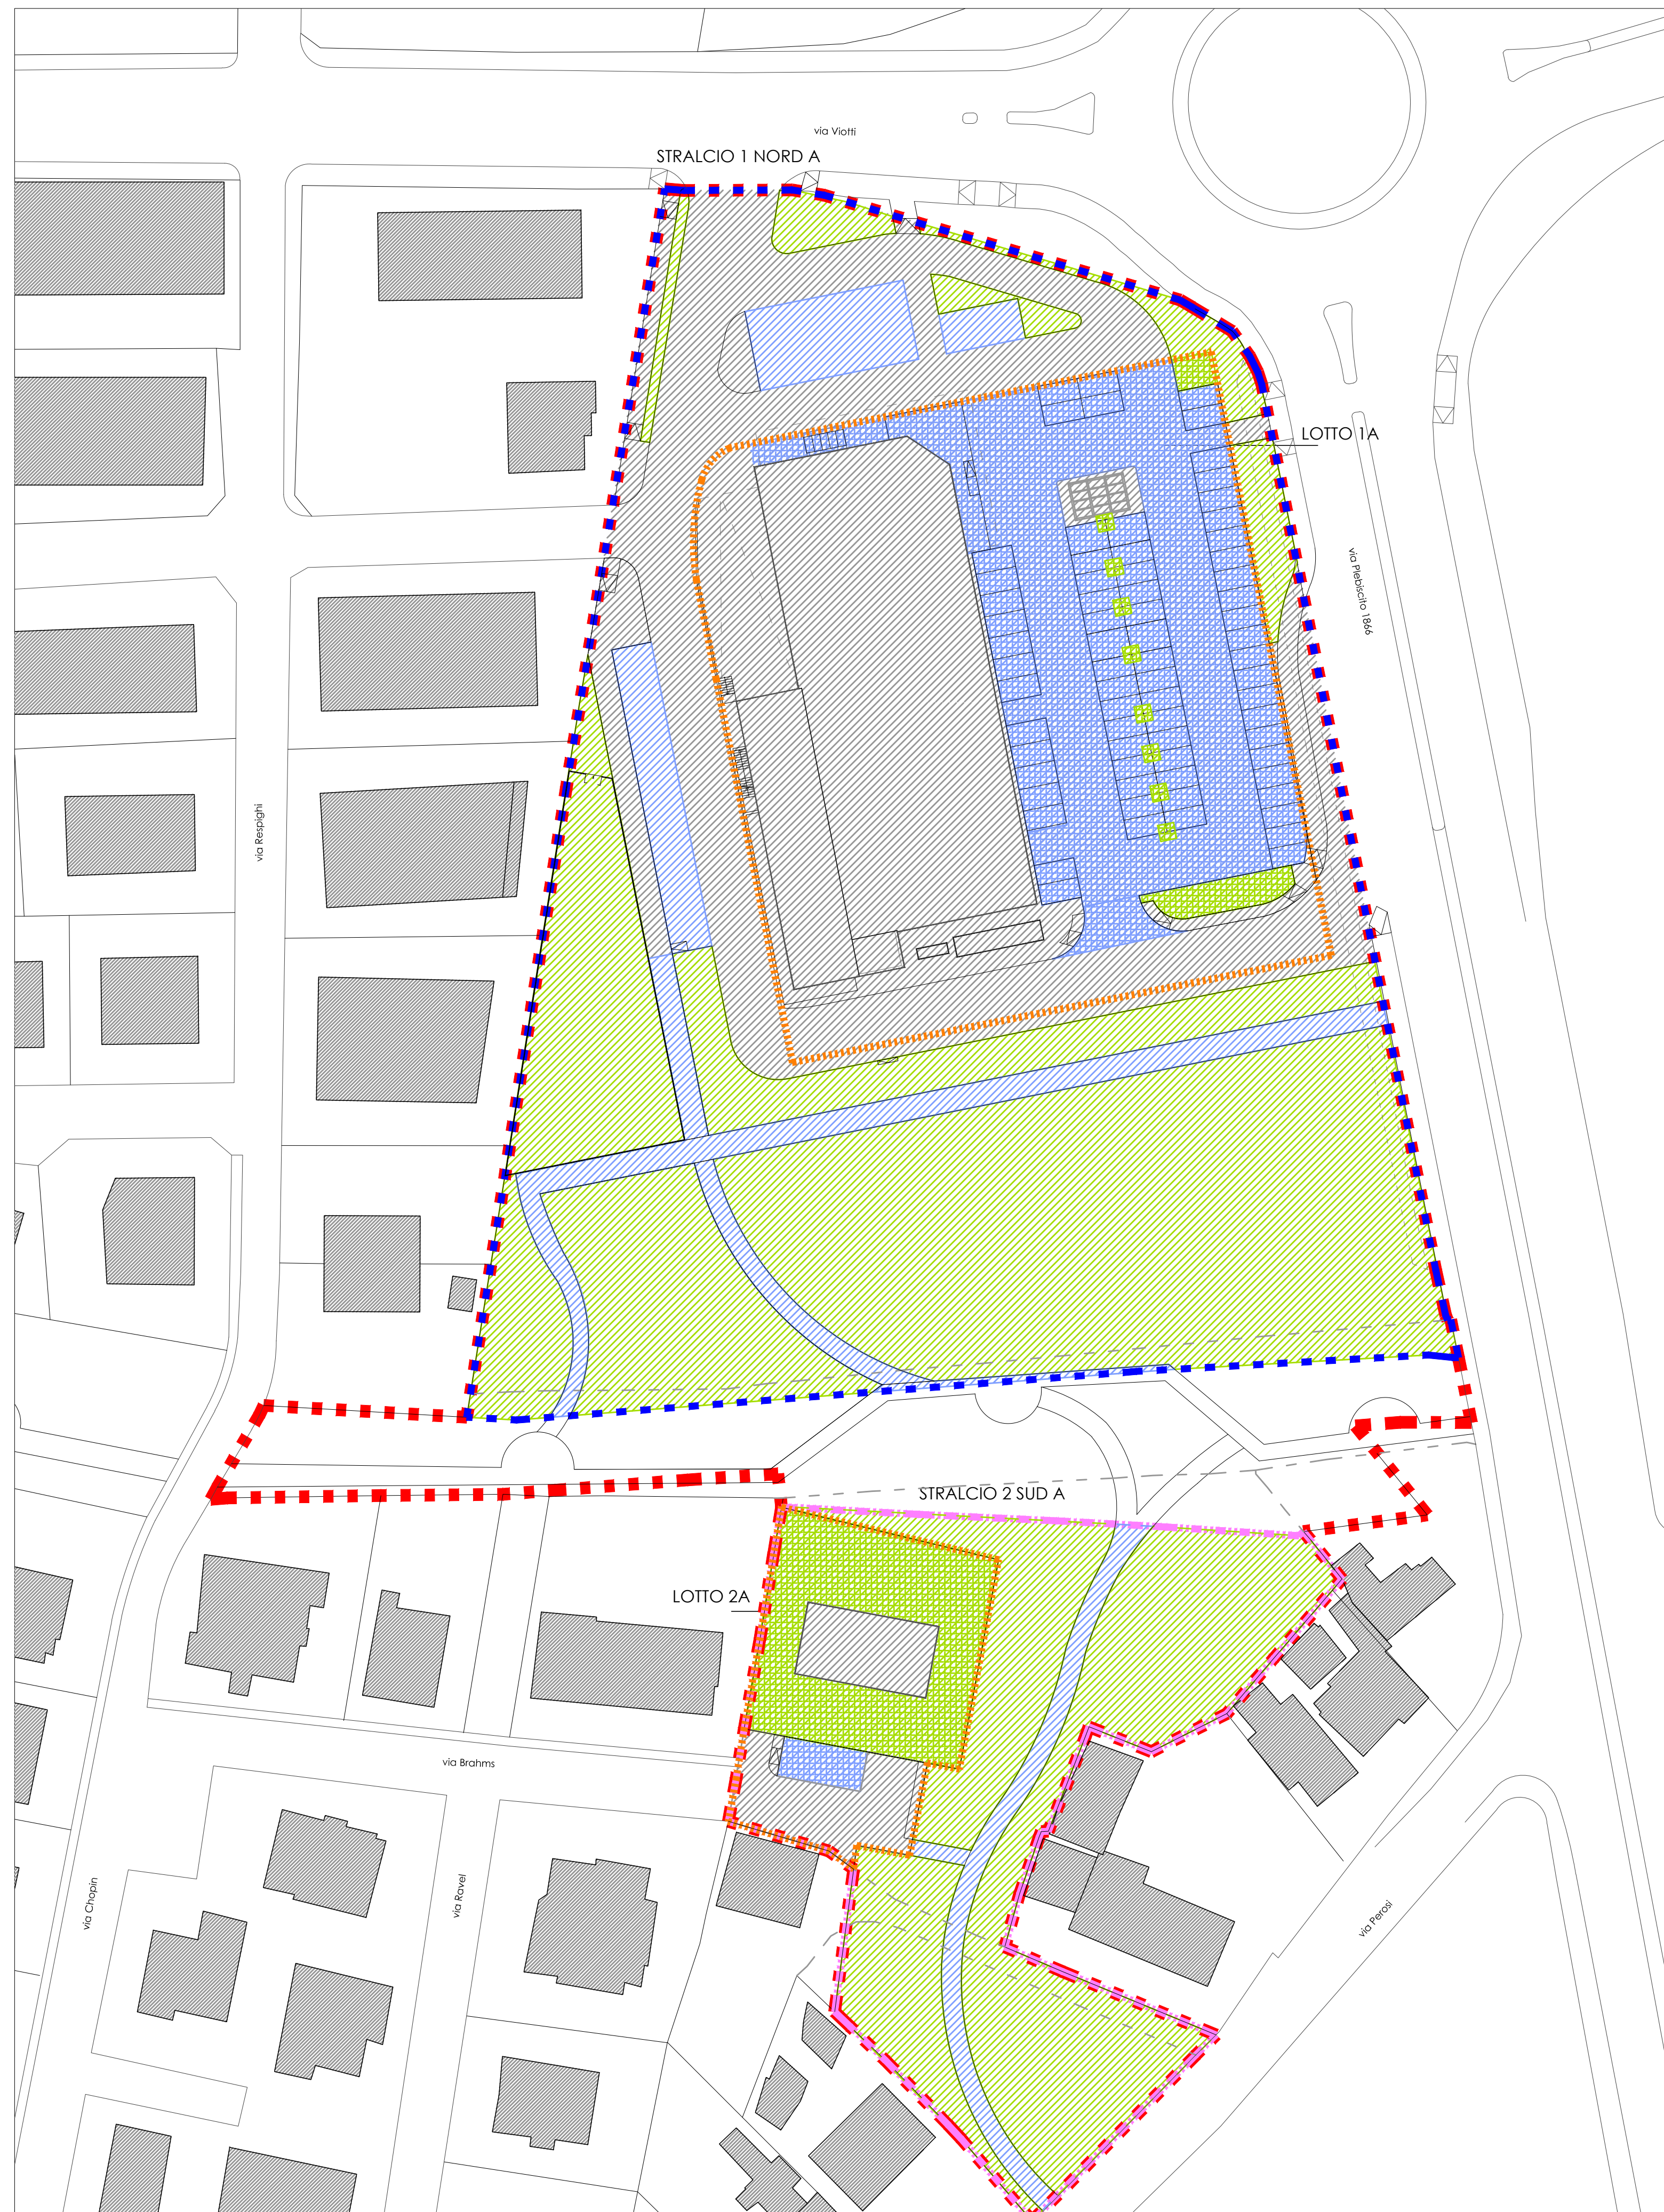 via Viotti
STRALCIO 1 NORD A
LOTTO 1A
via Plebiscito 1866
via Respighi
STRALCIO 2 SUD A
LOTTO 2A
via Brahms
via Chopin
via Ravel
via Perosi